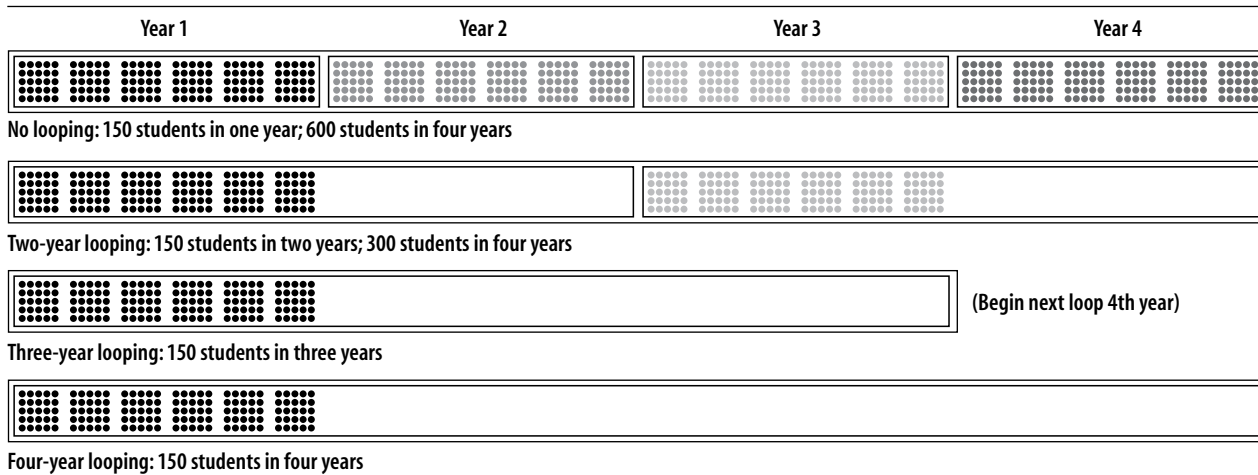 Year 1 Year 2 Year 3 Year 4
No looping: 150 students in one year; 600 students in four years
Two-year looping: 150 students in two years; 300 students in four years
(Begin next loop 4th year)
Three-year looping: 150 students in three years
Four-year looping: 150 students in four years